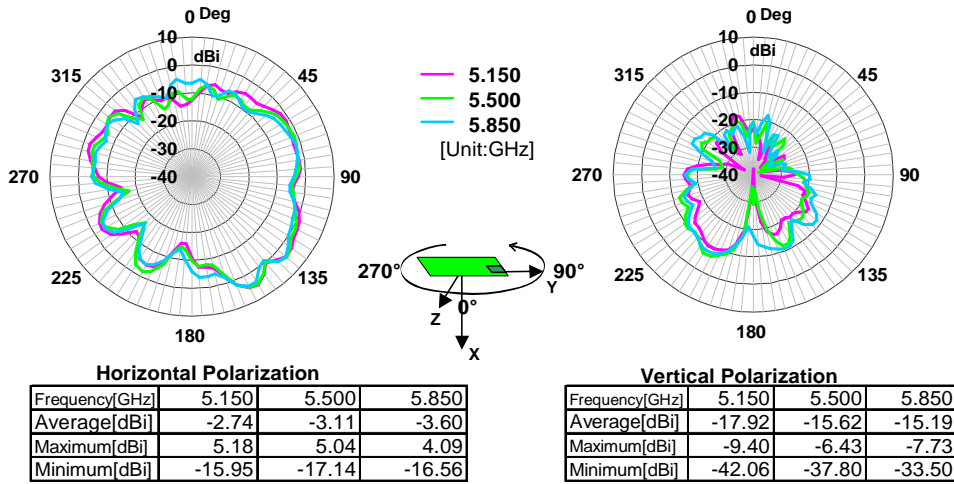 0 Deg
10
dBi
0
-10
-20
-30
-40
315
45
270
90
225
135
180
5.150
5.500
5.850
[Unit:GHz]
0 Deg
10
dBi
0
-10
-20
-30
-40
315
45
270
90
225
135
180
270°
90°
0°
Y
Z
X
Horizontal Polarization
Frequency[GHz] 5.150 5.500 5.850
Average[dBi] -2.74 -3.11 -3.60
Maximum[dBi] 5.18 5.04 4.09
Minimum[dBi] -15.95 -17.14 -16.56
Vertical Polarization
Frequency[GHz] 5.150 5.500 5.850
Average[dBi] -17.92 -15.62 -15.19
Maximum[dBi] -9.40 -6.43 -7.73
Minimum[dBi] -42.06 -37.80 -33.50